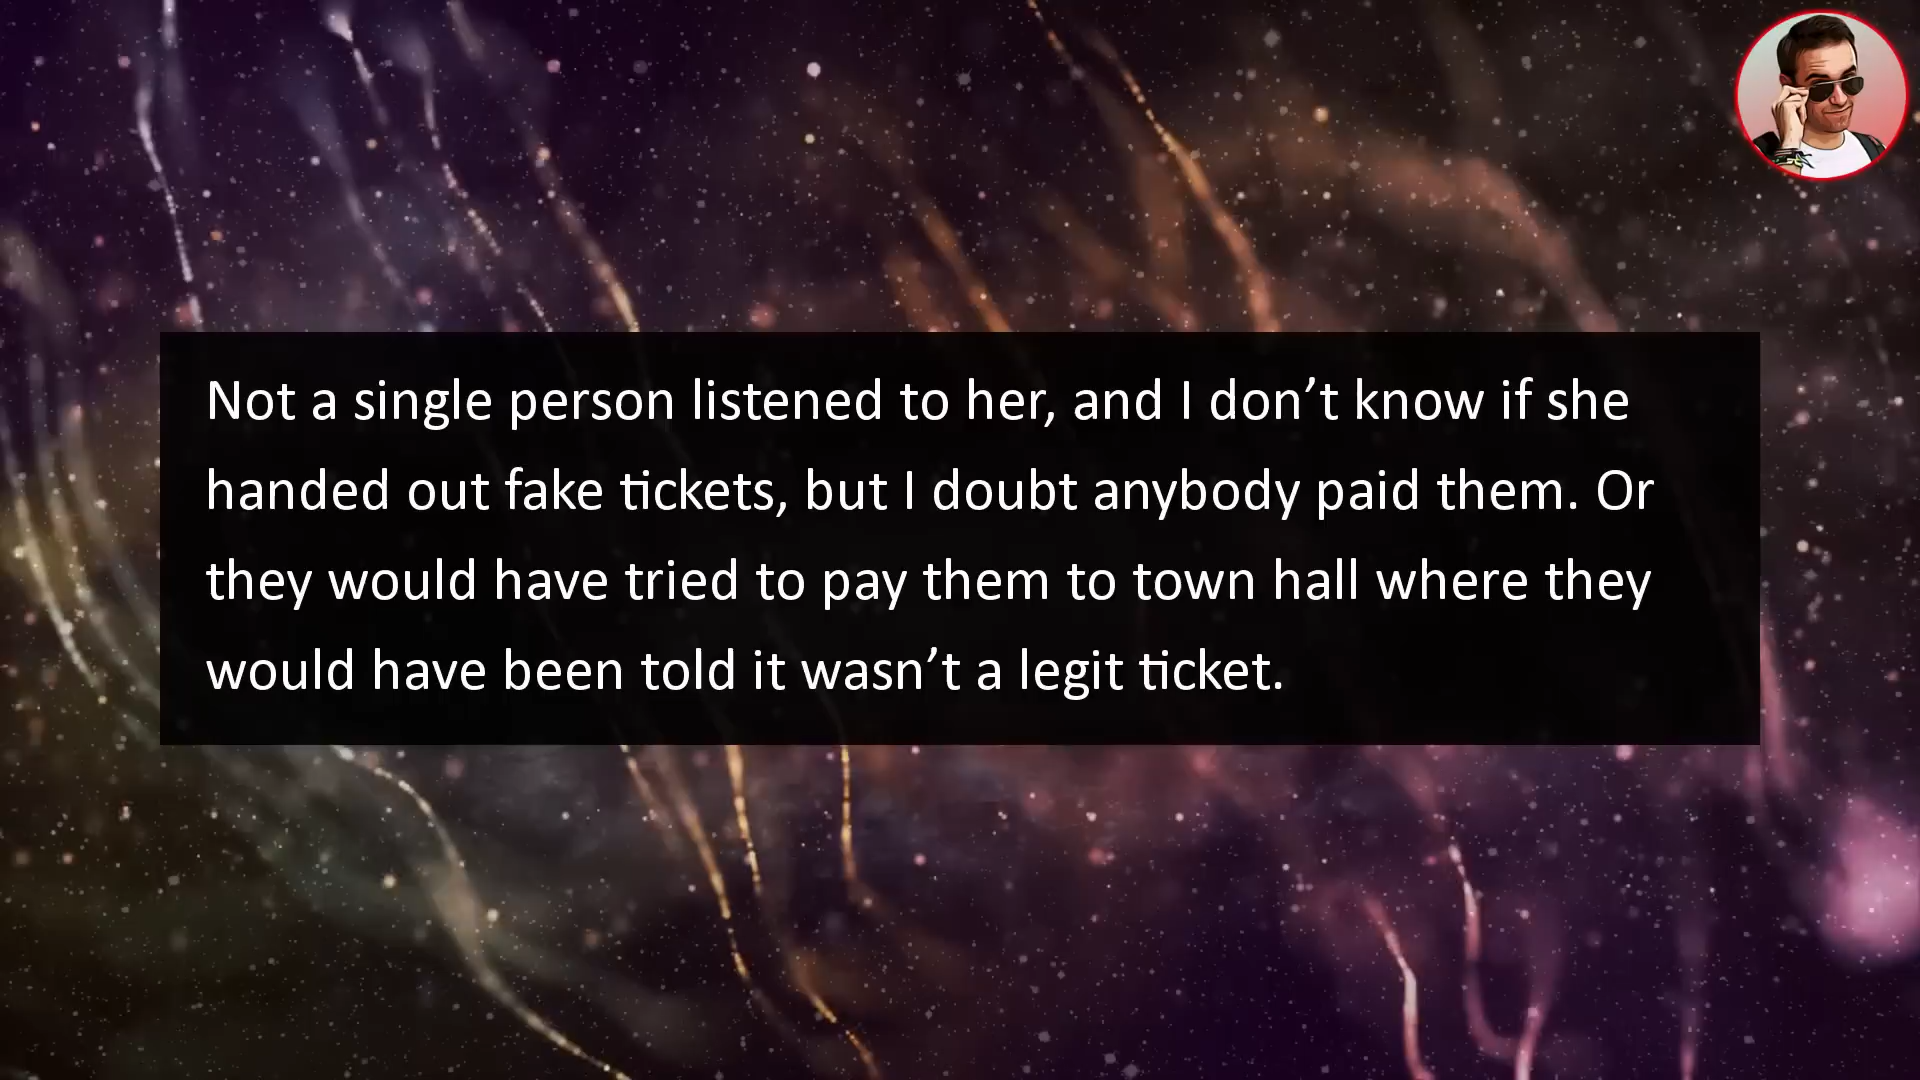 Not a single person listened to her, and I don’t know if she
handed out fake tickets, but I doubt anybody paid them. Or
they would have tried to pay them to town hall where they
would have been told it wasn’t a legit ticket.